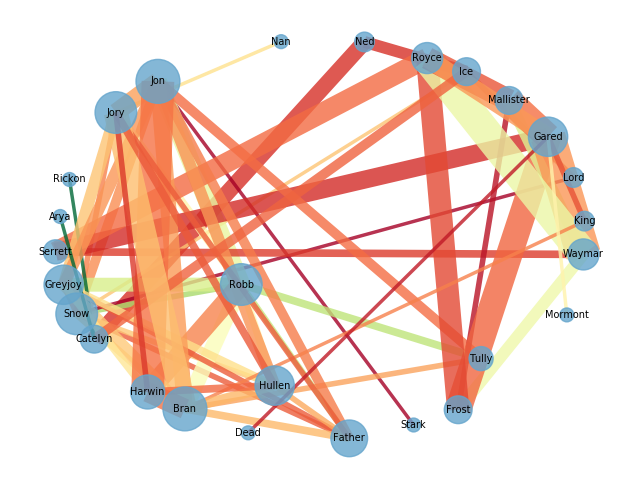 Nan
Ned
Royce
Ice
Jon
Mallister
Jory
Gared
Rickon
Lord
Arya
King
Serrett
Waymar
Greyjoy
Robb
Snow
Mormont
Catelyn
Tully
Hullen
Harwin
Bran
Frost
Stark
Dead
Father